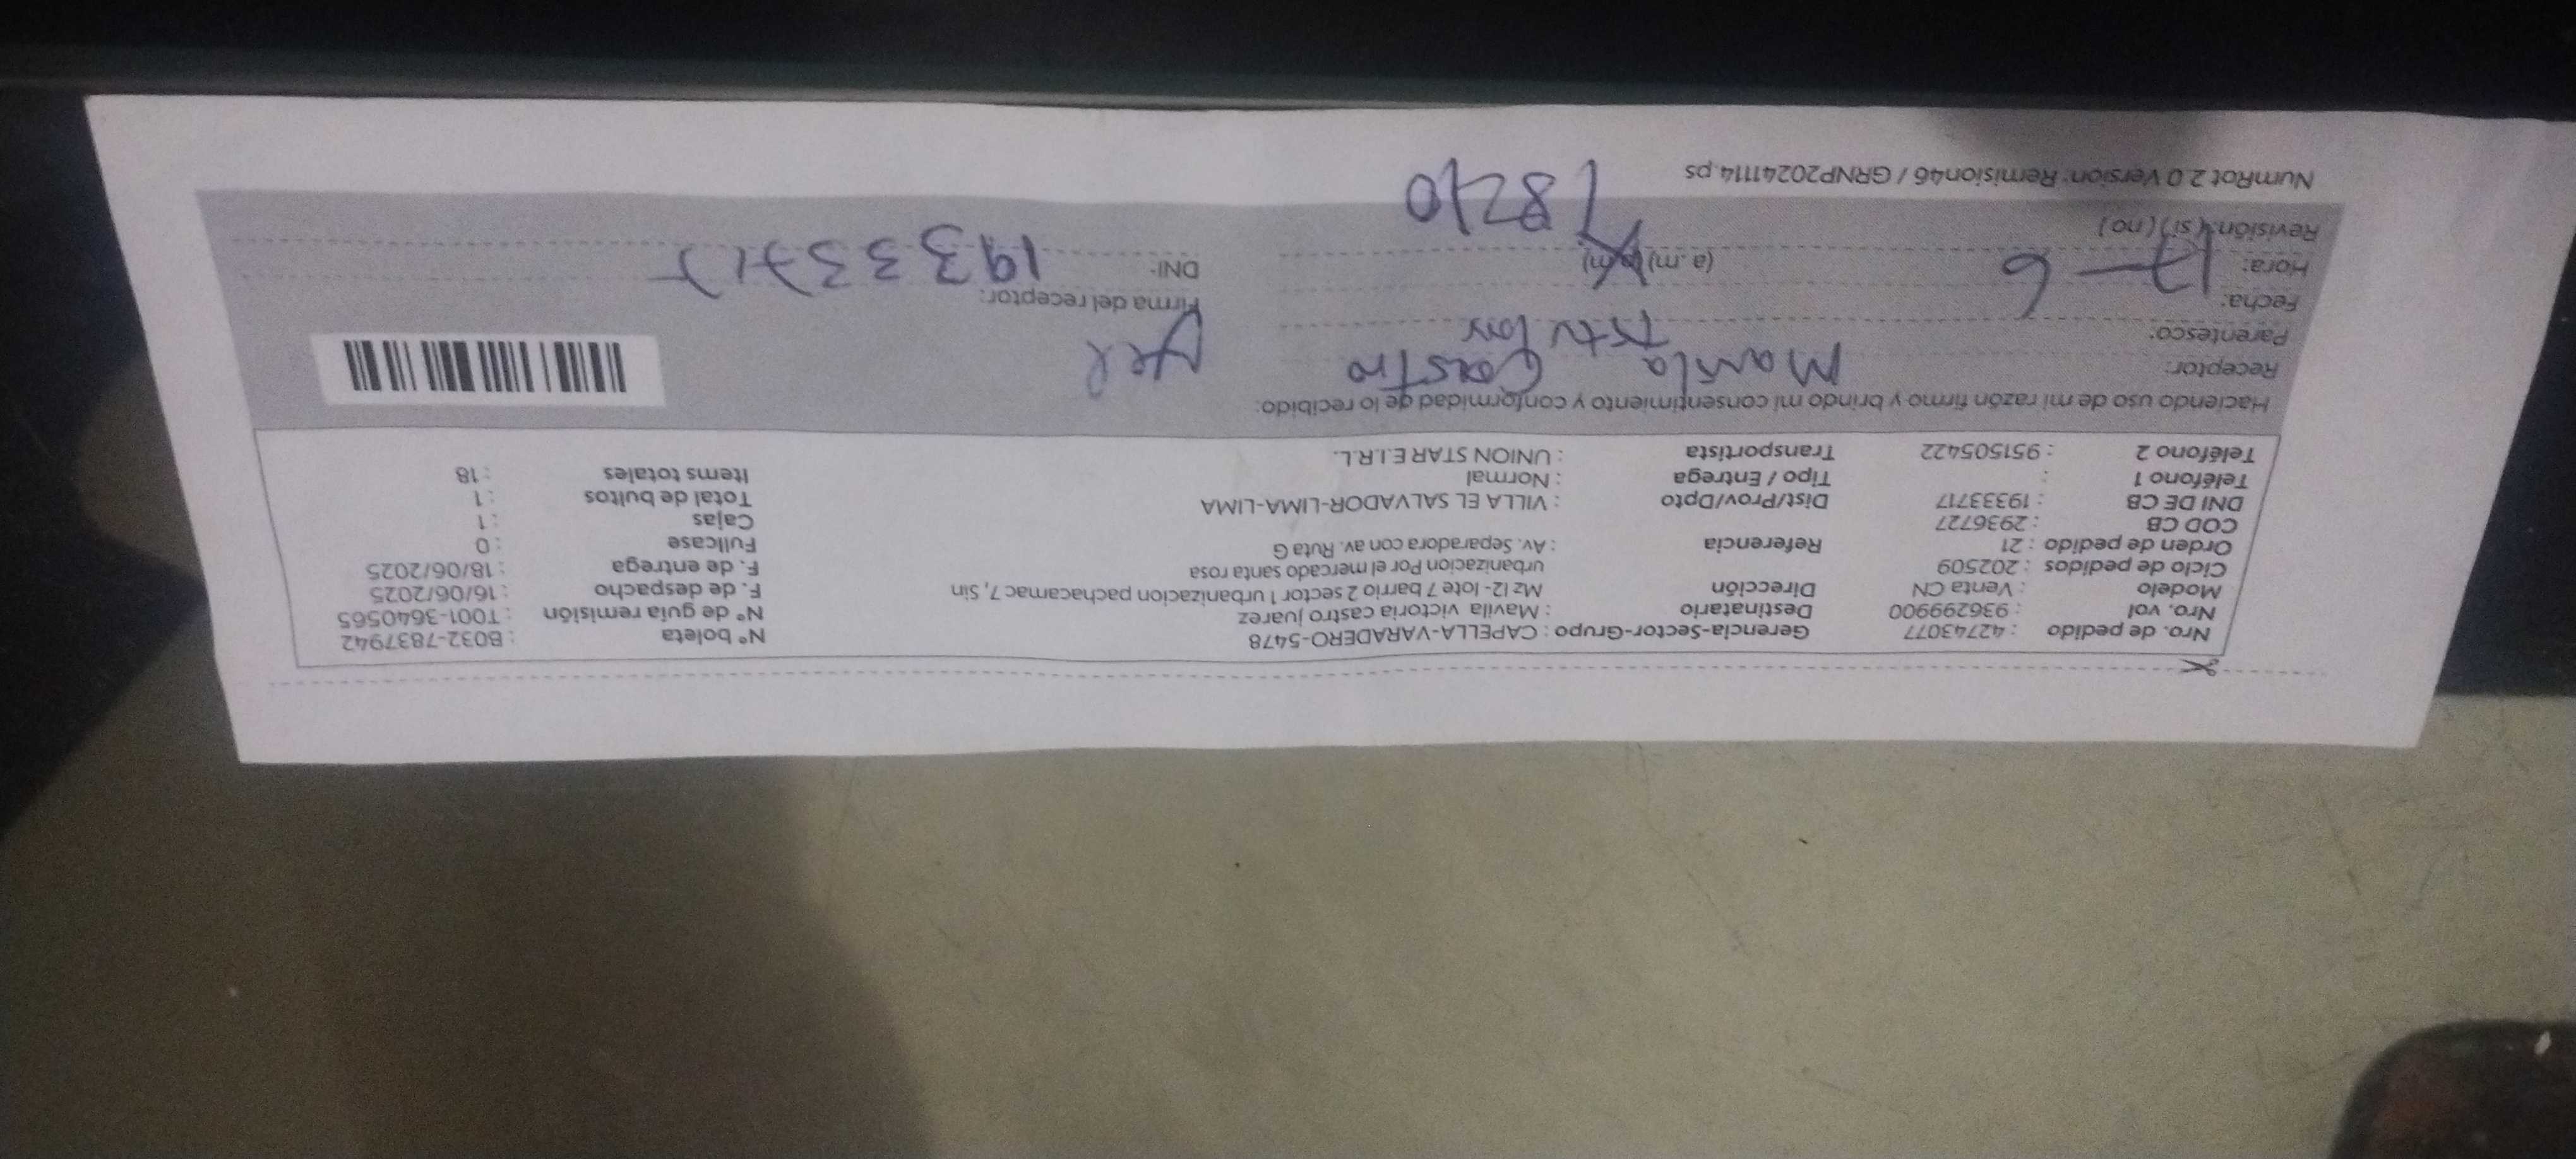 Nro. de pedido : 42743077 Gerencia-Sector-Grupo : CAPELLA-VARADERO-5478 N° boleta : B032-7837942
Nro. vol : 936299900 Destinatario : Mavila victoria castro juarez N° de guía remisión : T001-3640565
Modelo : Venta CN Dirección Mz I2- lote 7 barrio 2 sector 1 urbanizacion pachacamac 7, Sin F. de despacho : 16/06/2025
Ciclo de pedidos : 202509 urbanizacion Por el mercado santa rosa F. de entrega : 18/06/2025
Orden de pedido : 21 Referencia : Av. Separadora con av. Ruta G Fullcase : 0
COD CB : 2936727 Cajas : 1
DNI DE CB : 19333717 Dist/Prov/Dpto : VILLA EL SALVADOR-LIMA-LIMA Total de bultos : 1
Teléfono 1 : Tipo / Entrega : Normal Items totales : 18
Teléfono 2 : 951505422 Transportista : UNION STAR E.I.R.L.
Haciendo uso de mi razón firmo y brindo mi consentimiento y conformidad de lo recibido:
Receptor: Mavila Castro
Parentesco:
Fecha: 17-6 Firma del receptor:
Hora: (a.m) (p.m) DNI:
Revisión: (si) (no)
NumRot 2.0 Version: Remision46 / GRNP20241114.ps